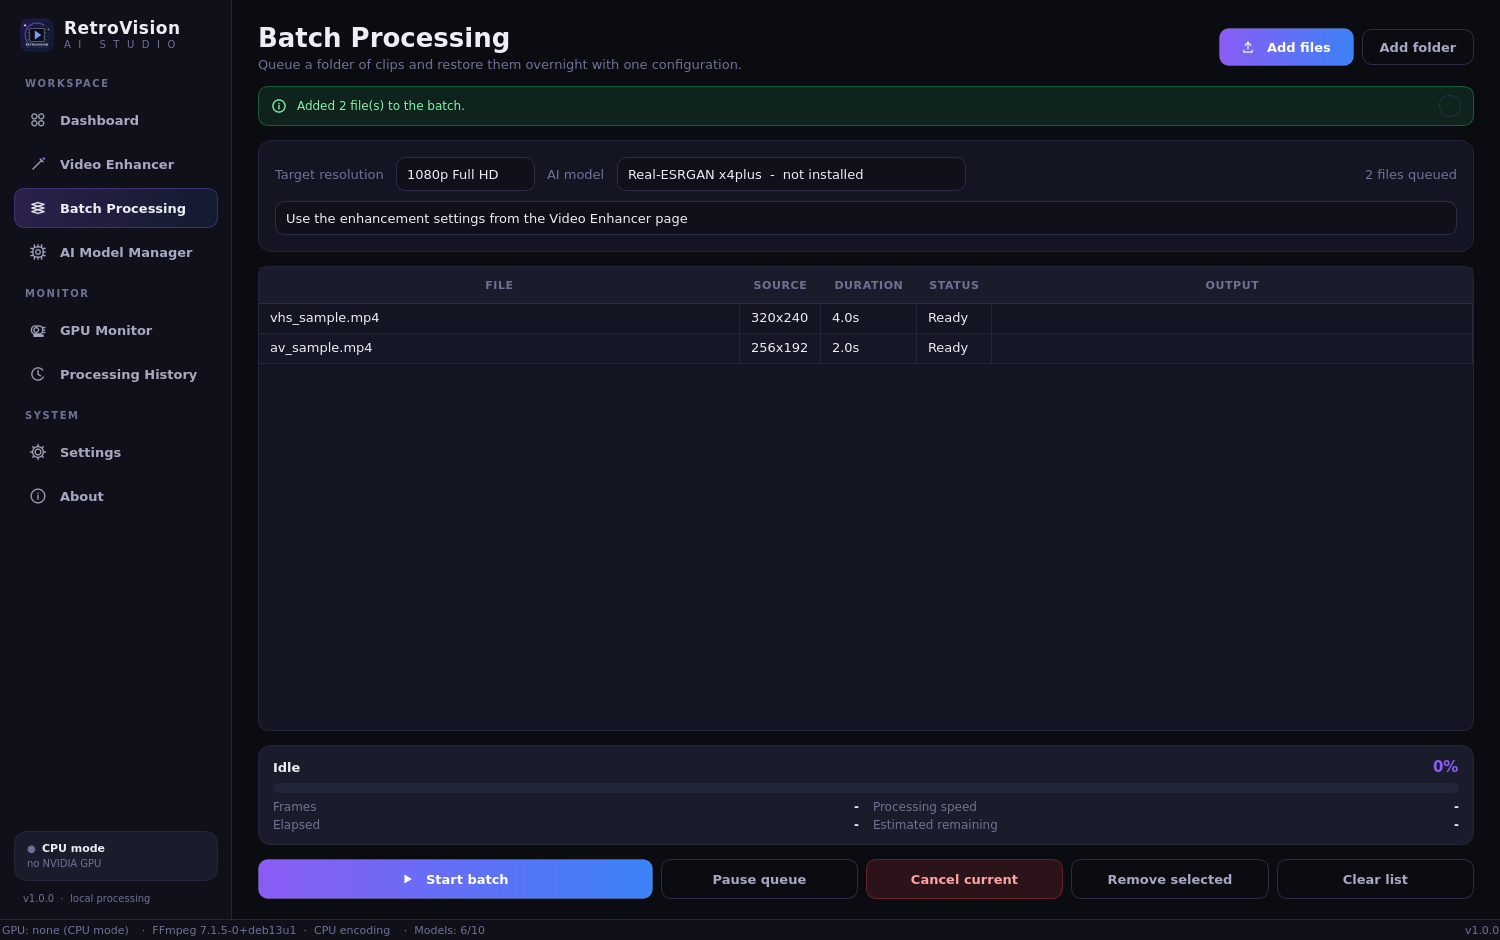 RetroVision
AI STUDIO
WORKSPACE
Dashboard
Video Enhancer
Batch Processing
AI Model Manager
MONITOR
GPU Monitor
Processing History
SYSTEM
Settings
About
CPU mode
no NVIDIA GPU
v1.0.0 · local processing
Batch Processing
Queue a folder of clips and restore them overnight with one configuration.
Add files
Add folder
Added 2 file(s) to the batch.
Target resolution 1080p Full HD AI model Real-ESRGAN x4plus - not installed 2 files queued
Use the enhancement settings from the Video Enhancer page
FILE SOURCE DURATION STATUS OUTPUT
vhs_sample.mp4 320x240 4.0s Ready
av_sample.mp4 256x192 2.0s Ready
Idle 0%
Frames - Processing speed -
Elapsed - Estimated remaining -
Start batch Pause queue Cancel current Remove selected Clear list
GPU: none (CPU mode) · FFmpeg 7.1.5-0+deb13u1 · CPU encoding · Models: 6/10 v1.0.0